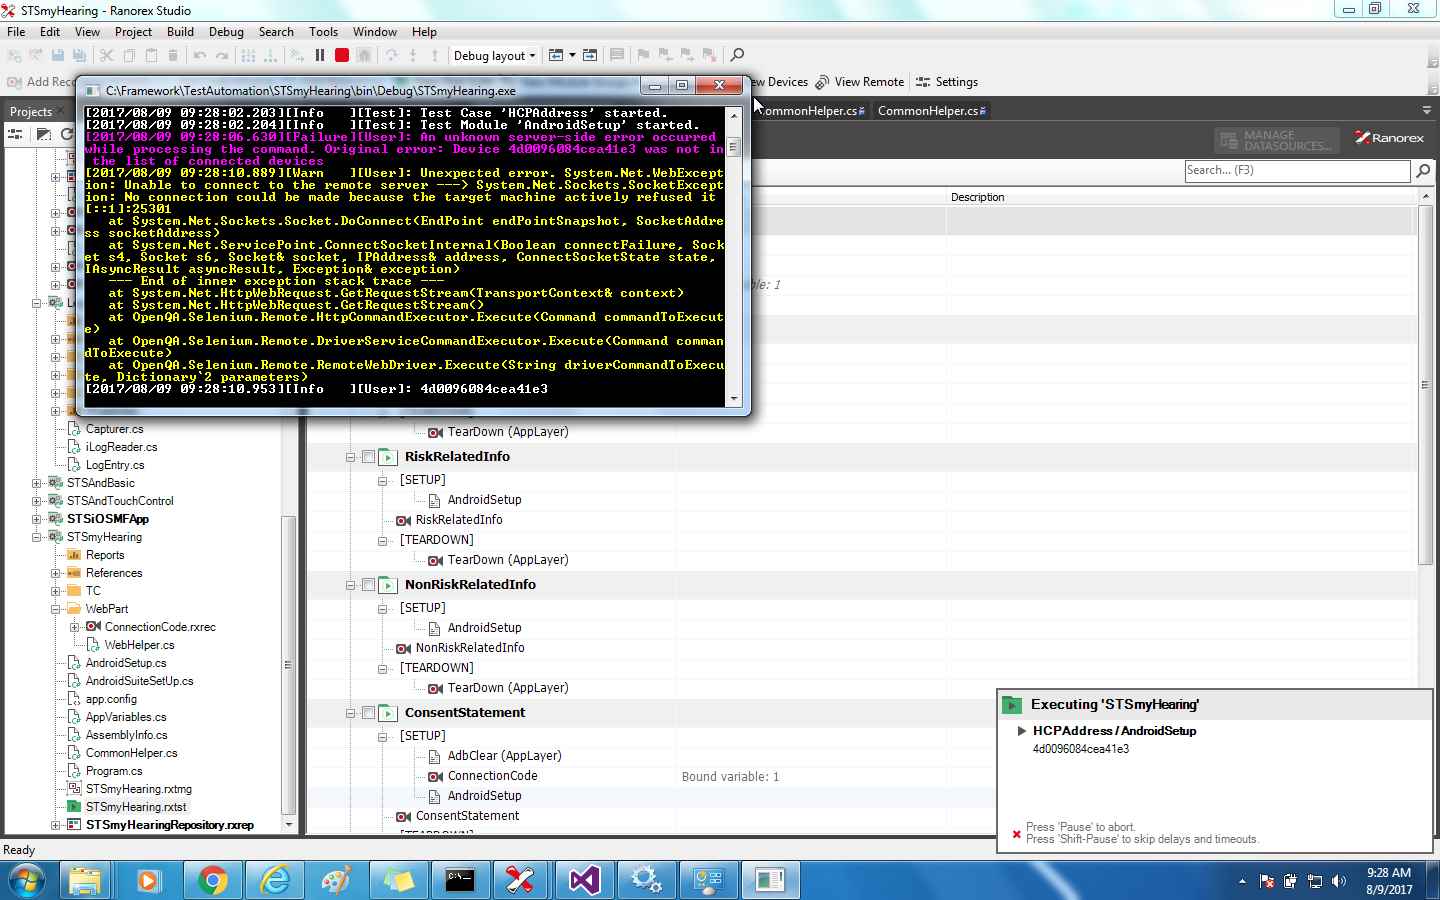 STSmyHearing - Ranorex Studio
File Edit View Project Build Debug Search Tools Window Help
Debug layout
Add Rec
ew Devices View Remote Settings
C:\Framework\TestAutomation\STSmyHearing\bin\Debug\STSmyHearing.exe
Projects
ommonHelper.cs CommonHelper.cs
MANAGE
DATASOURCES...
Ranorex
Search... (F3)
Description
[2017/08/09 09:28:02.203][Info   ][Test]: Test Case 'HCPAddress' started.
[2017/08/09 09:28:02.204][Info   ][Test]: Test Module 'AndroidSetup' started.
[2017/08/09 09:28:06.630][Failure][User]: An unknown server-side error occurred
while processing the command. Original error: Device 4d0096084cea41e3 was not in
the list of connected devices
[2017/08/09 09:28:10.889][Warn   ][User]: Unexpected error. System.Net.WebExcept
ion: Unable to connect to the remote server ---> System.Net.Sockets.SocketExcept
ion: No connection could be made because the target machine actively refused it
[::1]:25301
at System.Net.Sockets.Socket.DoConnect(EndPoint endPointSnapshot, SocketAddre
ss socketAddress)
at System.Net.ServicePoint.ConnectSocketInternal(Boolean connectFailure, Sock
et s4, Socket s6, Socket& socket, IPAddress& address, ConnectSocketState state,
IAsyncResult asyncResult, Exception& exception)
--- End of inner exception stack trace ---
at System.Net.HttpWebRequest.GetRequestStream(TransportContext& context)
at System.Net.HttpWebRequest.GetRequestStream()
at OpenQA.Selenium.Remote.HttpCommandExecutor.Execute(Command commandToExecut
e)
at OpenQA.Selenium.Remote.DriverServiceCommandExecutor.Execute(Command comman
dToExecute)
at OpenQA.Selenium.Remote.RemoteWebDriver.Execute(String driverCommandToExecu
te, Dictionary`2 parameters)
[2017/08/09 09:28:10.953][Info   ][User]: 4d0096084cea41e3
ble: 1
Capturer.cs
iLogReader.cs
LogEntry.cs
STSAndBasic
STSAndTouchControl
STSiOSMFApp
STSmyHearing
Reports
References
TC
WebPart
ConnectionCode.rxrec
WebHelper.cs
AndroidSetup.cs
AndroidSuiteSetUp.cs
app.config
AppVariables.cs
AssemblyInfo.cs
CommonHelper.cs
Program.cs
STSmyHearing.rxtmg
STSmyHearing.rxtst
STSmyHearingRepository.rxrep
TearDown (AppLayer)
RiskRelatedInfo
[SETUP]
AndroidSetup
RiskRelatedInfo
[TEARDOWN]
TearDown (AppLayer)
NonRiskRelatedInfo
[SETUP]
AndroidSetup
NonRiskRelatedInfo
[TEARDOWN]
TearDown (AppLayer)
ConsentStatement
[SETUP]
AdbClear (AppLayer)
ConnectionCode Bound variable: 1
AndroidSetup
ConsentStatement
Executing 'STSmyHearing'
HCPAddress / AndroidSetup
4d0096084cea41e3
Press 'Pause' to abort.
Press 'Shift-Pause' to skip delays and timeouts.
Ready
9:28 AM
8/9/2017